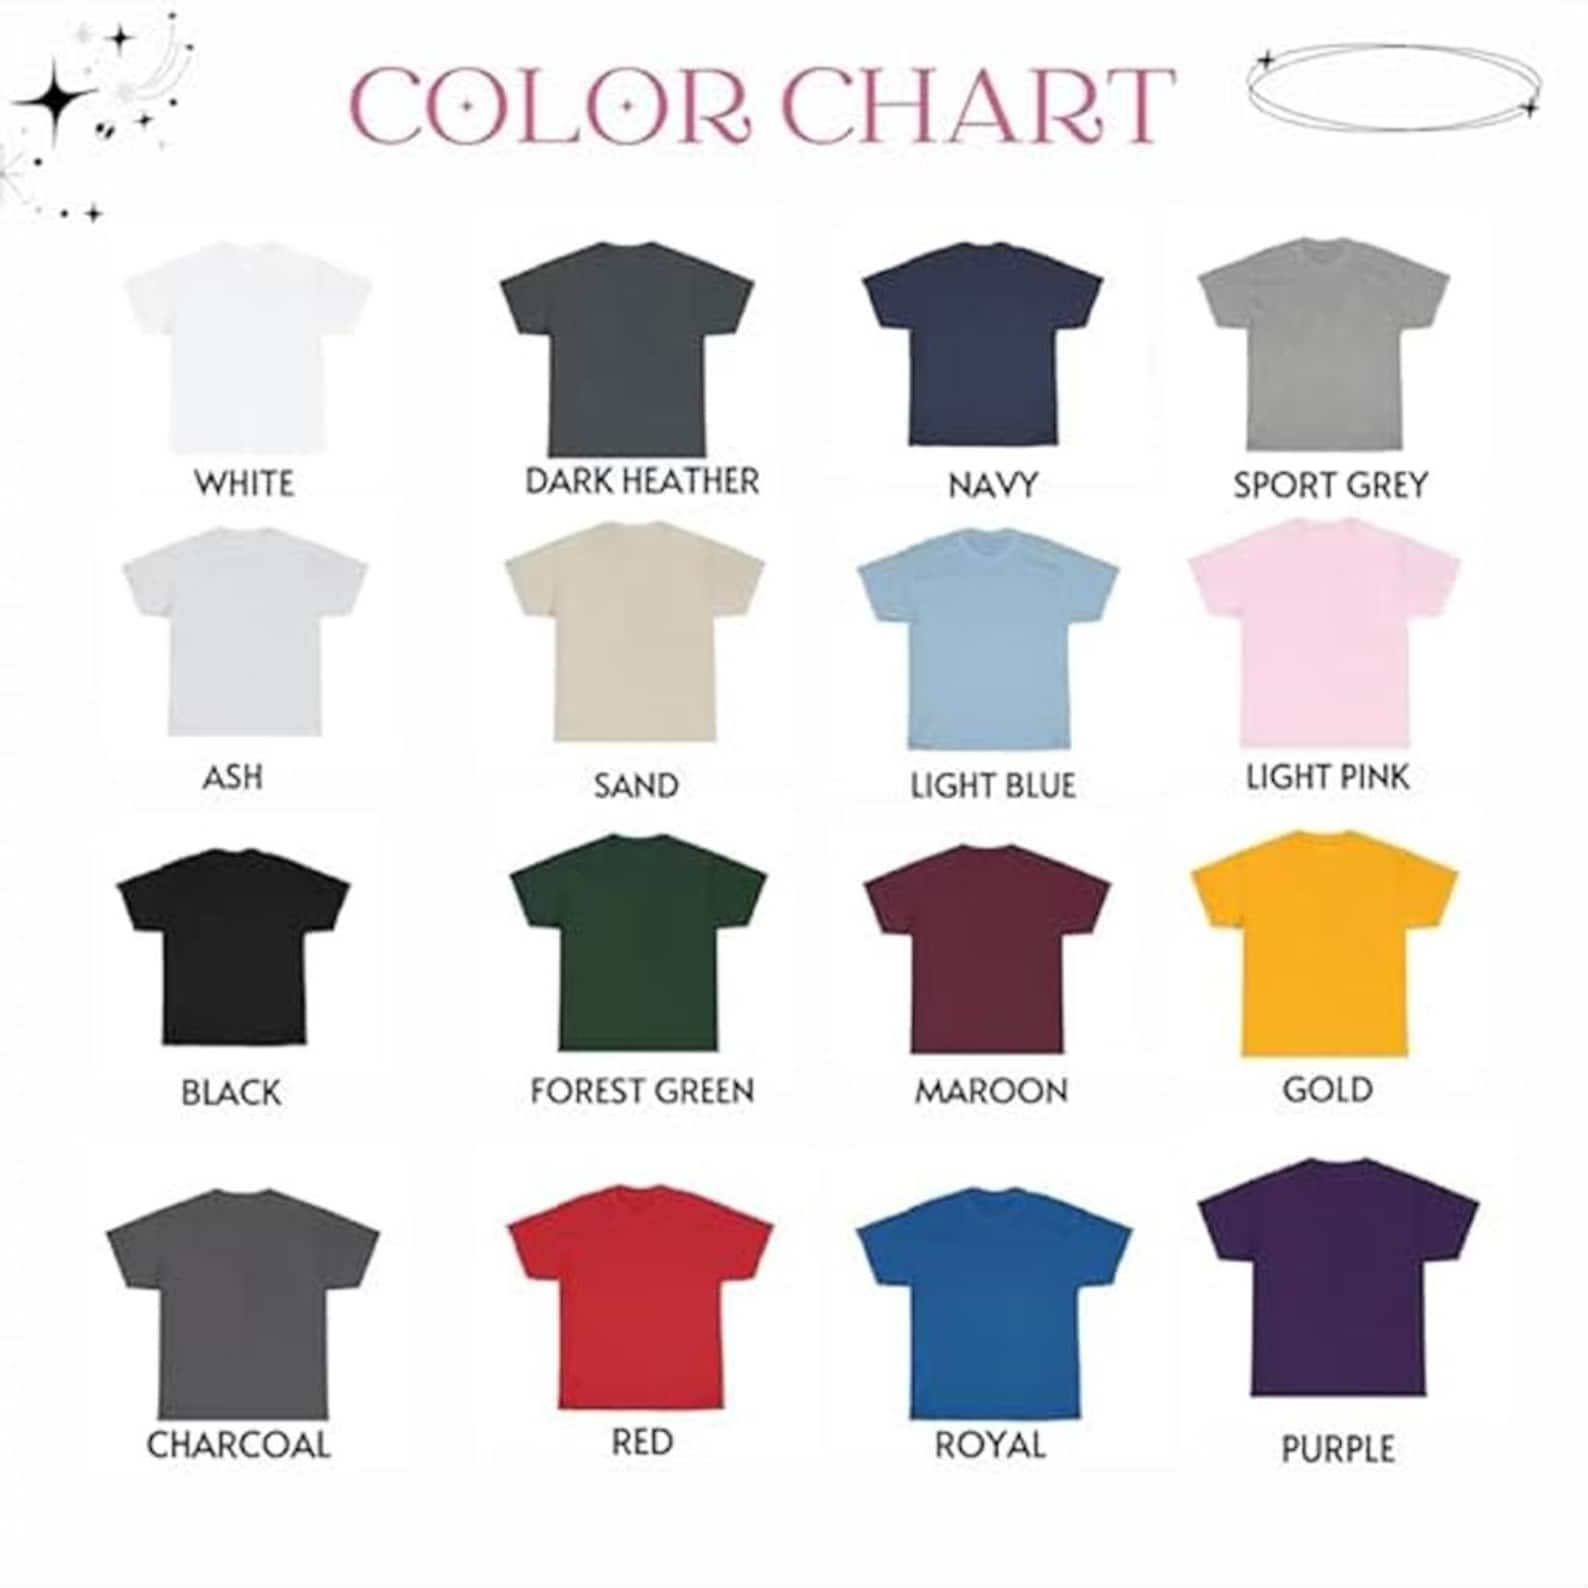 COLOR CHART
WHITE
DARK HEATHER
NAVY
SPORT GREY
ASH
SAND
LIGHT BLUE
LIGHT PINK
BLACK
FOREST GREEN
MAROON
GOLD
CHARCOAL
RED
ROYAL
PURPLE